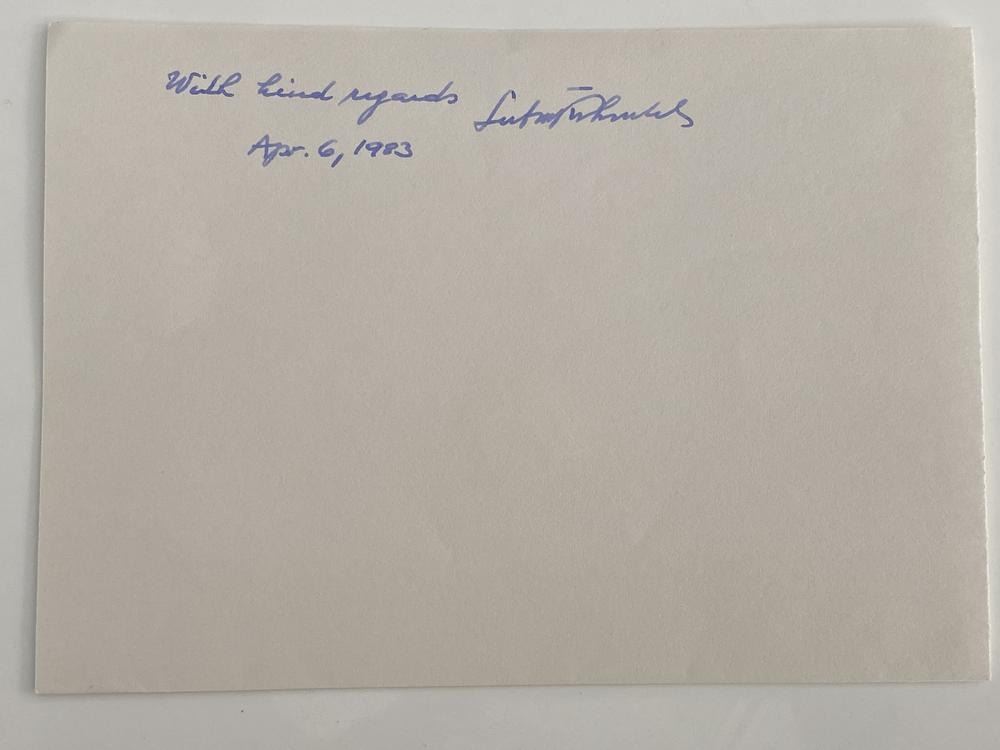 With kind regards
Apr. 6, 1983